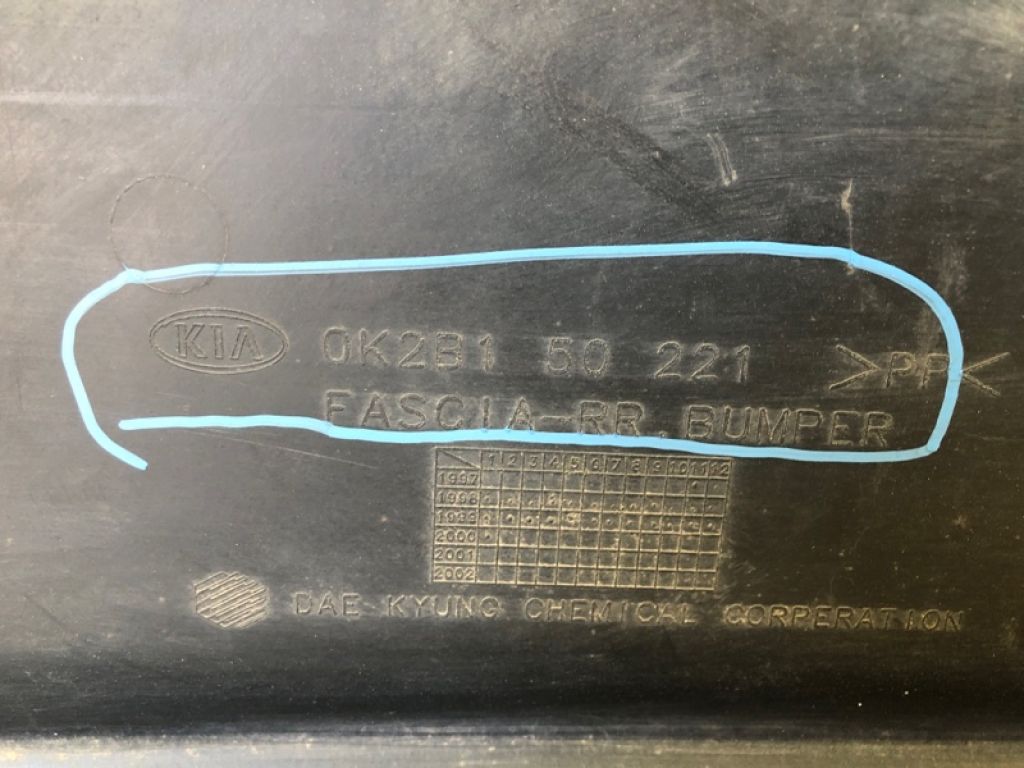 KIA 0K2B1 50 221 >PP<
FASCIA-RR. BUMPER
1 2 3 4 5 6 7 8 9 10 11 12
1997
1998
1999
2000
2001
2002
DAE KYUNG CHEMICAL CORPERATION